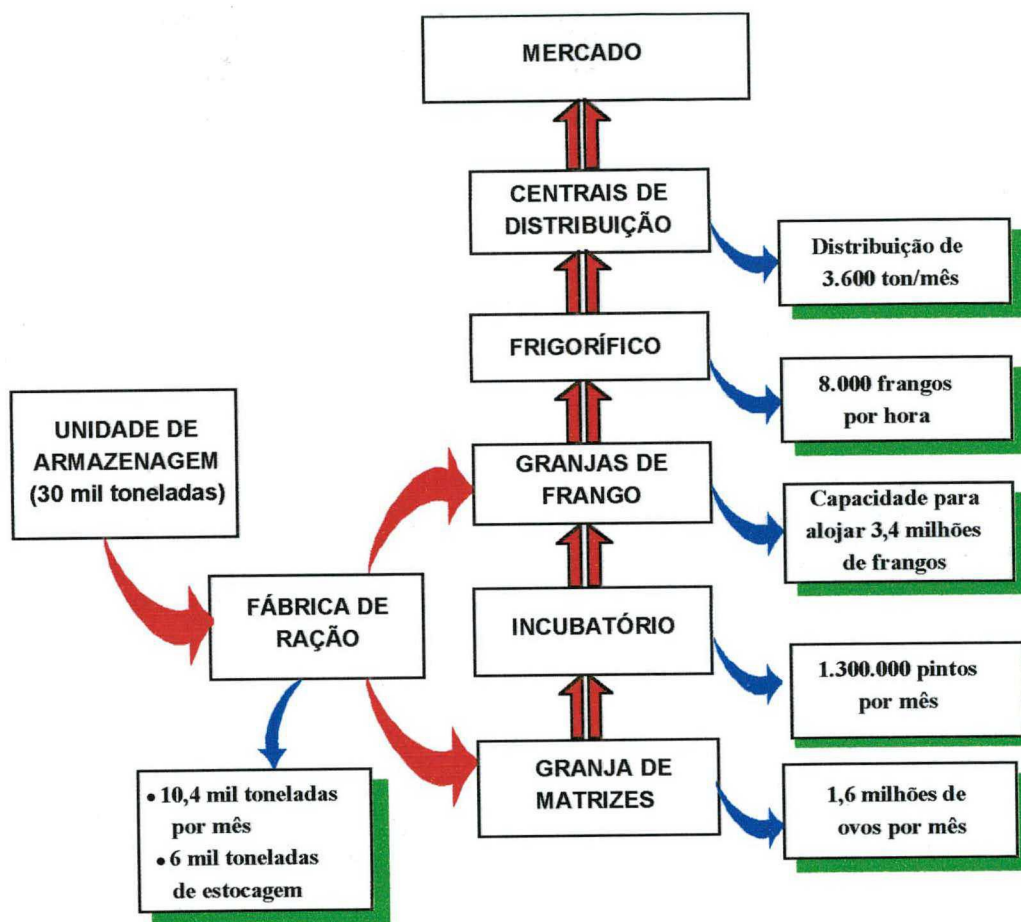 MERCADO
CENTRAIS DE
DISTRIBUIÇÃO
Distribuição de
3.600 ton/mês
FRIGORÍFICO
8.000 frangos
por hora
UNIDADE DE
ARMAZENAGEM
(30 mil toneladas)
GRANJAS DE
FRANGO
Capacidade para
alojar 3,4 milhões
de frangos
FÁBRICA DE
RAÇÃO
INCUBATÓRIO
1.300.000 pintos
por mês
GRANJA DE
MATRIZES
1,6 milhões de
ovos por mês
• 10,4 mil toneladas
por mês
• 6 mil toneladas
de estocagem